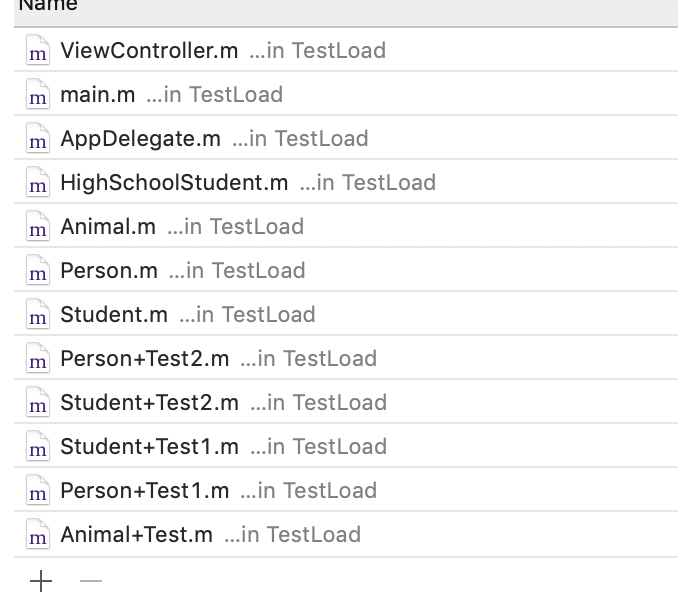 Name
m ViewController.m ...in TestLoad
m main.m ...in TestLoad
m AppDelegate.m ...in TestLoad
m HighSchoolStudent.m ...in TestLoad
m Animal.m ...in TestLoad
m Person.m ...in TestLoad
m Student.m ...in TestLoad
m Person+Test2.m ...in TestLoad
m Student+Test2.m ...in TestLoad
m Student+Test1.m ...in TestLoad
m Person+Test1.m ...in TestLoad
m Animal+Test.m ...in TestLoad